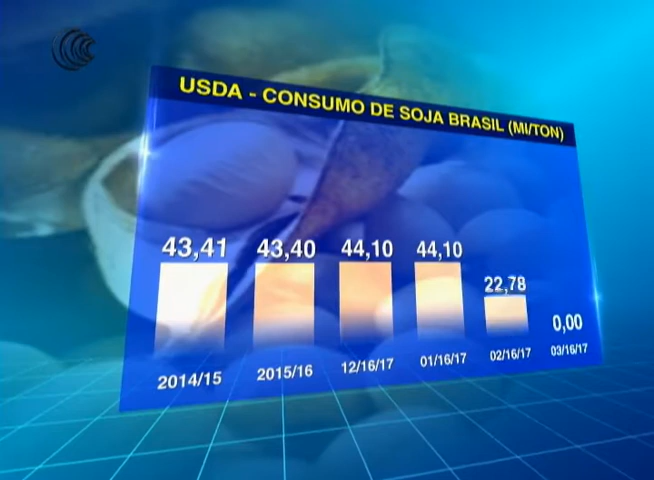 USDA - CONSUMO DE SOJA BRASIL (MI/TON)
43,41 43,40 44,10 44,10 22,78 0,00
2014/15 2015/16 12/16/17 01/16/17 02/16/17 03/16/17